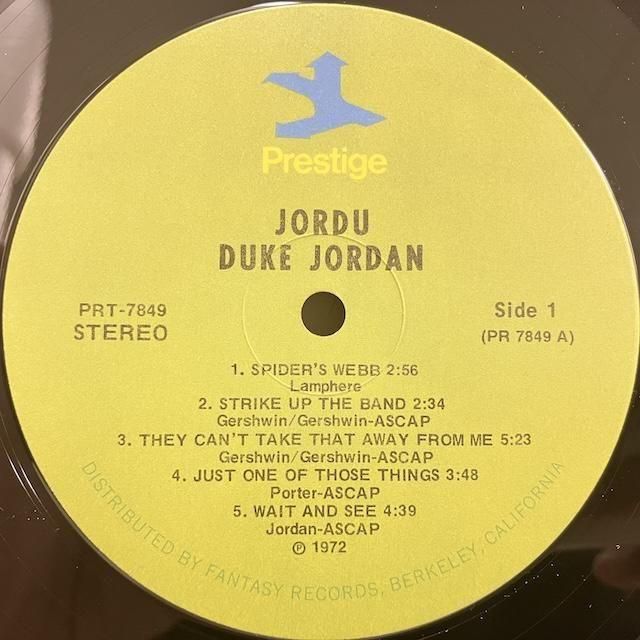 Prestige
JORDU
DUKE JORDAN
PRT-7849
STEREO
Side 1
(PR 7849 A)
1. SPIDER'S WEBB 2:56
Lamphere
2. STRIKE UP THE BAND 2:34
Gershwin/Gershwin-ASCAP
3. THEY CAN'T TAKE THAT AWAY FROM ME 5:23
Gershwin/Gershwin-ASCAP
4. JUST ONE OF THOSE THINGS 3:48
Porter-ASCAP
5. WAIT AND SEE 4:39
Jordan-ASCAP
℗ 1972
DISTRIBUTED BY FANTASY RECORDS, BERKELEY, CALIFORNIA